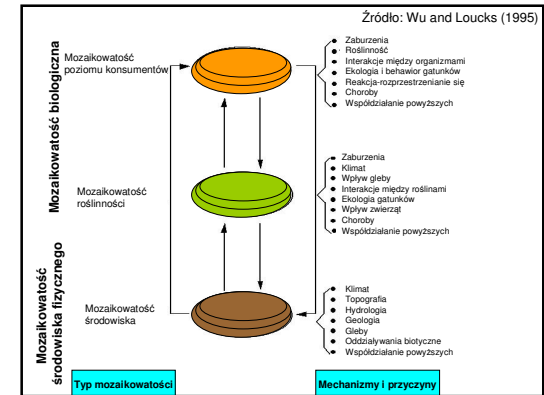 Źródło: Wu and Loucks (1995)
Mozaikowatość biologiczna
Mozaikowatość
poziomu konsumentów
Zaburzenia
Roślinność
Interakcje między organizmami
Ekologia i behawior gatunków
Reakcja-rozprzestrzenianie się
Choroby
Współdziałanie powyższych
Mozaikowatość
roślinności
Zaburzenia
Klimat
Wpływ gleby
Interakcje między roślinami
Ekologia gatunków
Wpływ zwierząt
Choroby
Współdziałanie powyższych
Mozaikowatość
środowiska fizycznego
Mozaikowatość
środowiska
Klimat
Topografia
Hydrologia
Geologia
Gleby
Oddziaływania biotyczne
Współdziałanie powyższych
Typ mozaikowatości
Mechanizmy i przyczyny